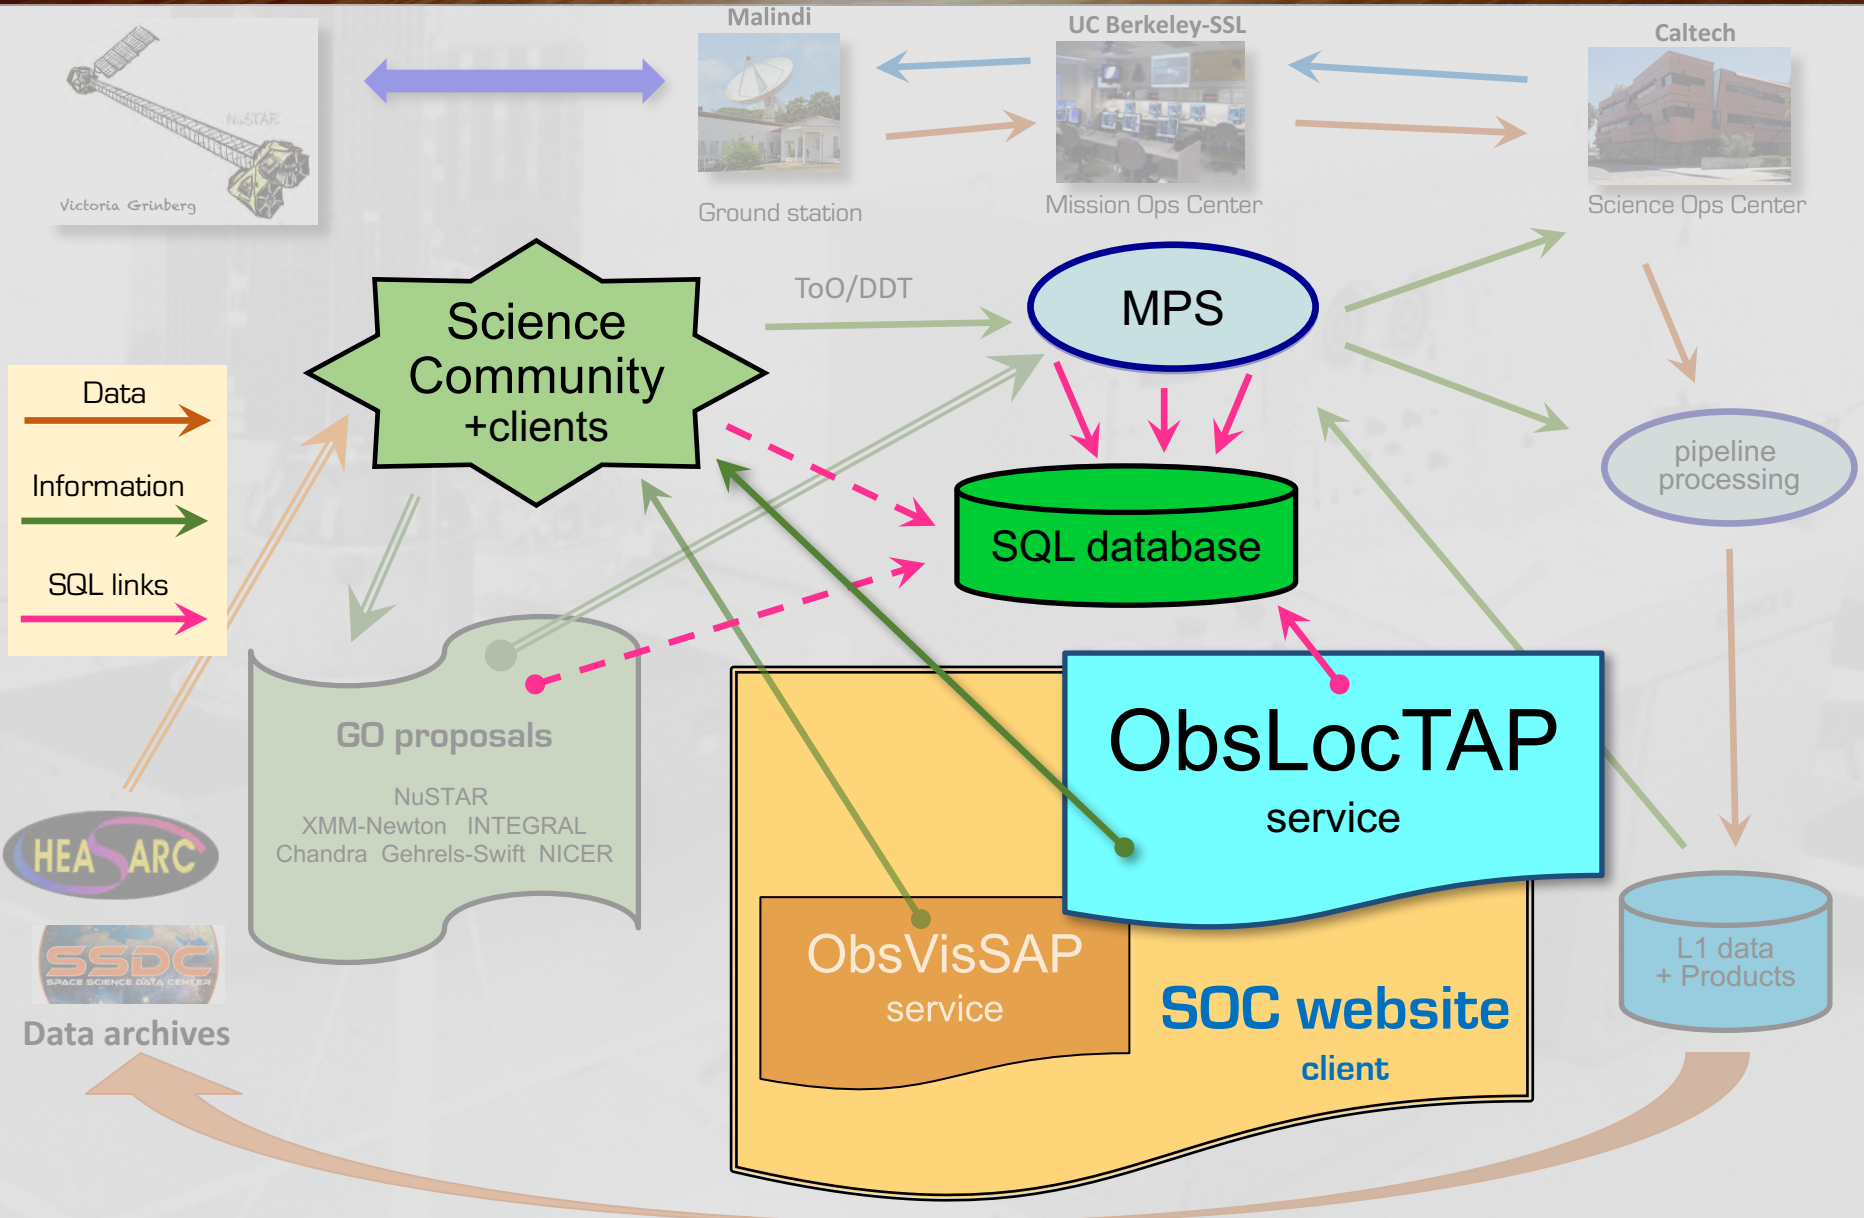 Malindi
UC Berkeley-SSL
Caltech
NuSTAR
Victoria Grinberg
Ground station
Mission Ops Center
Science Ops Center
Science
Community
+clients
ToO/DDT
MPS
Data
Information
SQL links
pipeline
processing
SQL database
GO proposals
NuSTAR
XMM-Newton INTEGRAL
Chandra Gehrels-Swift NICER
ObsLocTAP
service
HEASARC
SSDC
SPACE SCIENCE DATA CENTER
Data archives
ObsVisSAP
service
SOC website
client
L1 data
+ Products